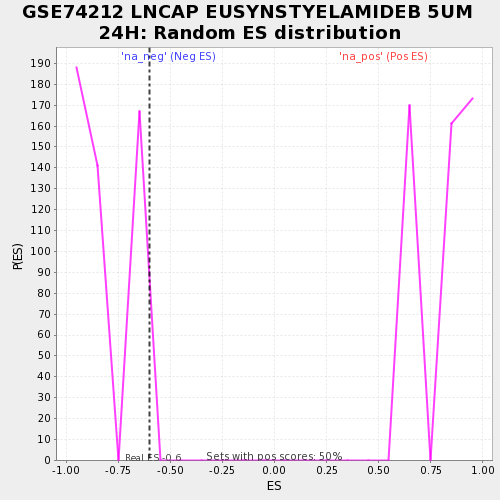 GSE74212 LNCAP EUSYNSTYELAMIDEB 5UM
24H: Random ES distribution
'na_neg' (Neg ES)
'na_pos' (Pos ES)
190
180
170
160
150
140
130
120
110
100
90
80
70
60
50
40
30
20
10
0
P(ES)
Real ES -0.6
Sets with pos scores: 50%
-1.00 -0.75 -0.50 -0.25 0.00 0.25 0.50 0.75 1.00
ES